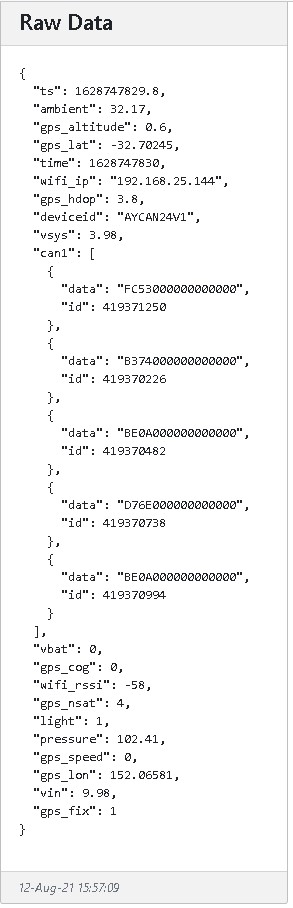 Raw Data
{
"ts": 1628747829.8,
"ambient": 32.17,
"gps_altitude": 0.6,
"gps_lat": -32.70245,
"time": 1628747830,
"wifi_ip": "192.168.25.144",
"gps_hdop": 3.8,
"deviceid": "AYCAN24V1",
"vsys": 3.98,
"can1": [
{
"data": "FC53000000000000",
"id": 419371250
},
{
"data": "B374000000000000",
"id": 419370226
},
{
"data": "BE0A000000000000",
"id": 419370482
},
{
"data": "D76E000000000000",
"id": 419370738
},
{
"data": "BE0A000000000000",
"id": 419370994
}
],
"vbat": 0,
"gps_cog": 0,
"wifi_rssi": -58,
"gps_nsat": 4,
"light": 1,
"pressure": 102.41,
"gps_speed": 0,
"gps_lon": 152.06581,
"vin": 9.98,
"gps_fix": 1
}
12-Aug-21 15:57:09